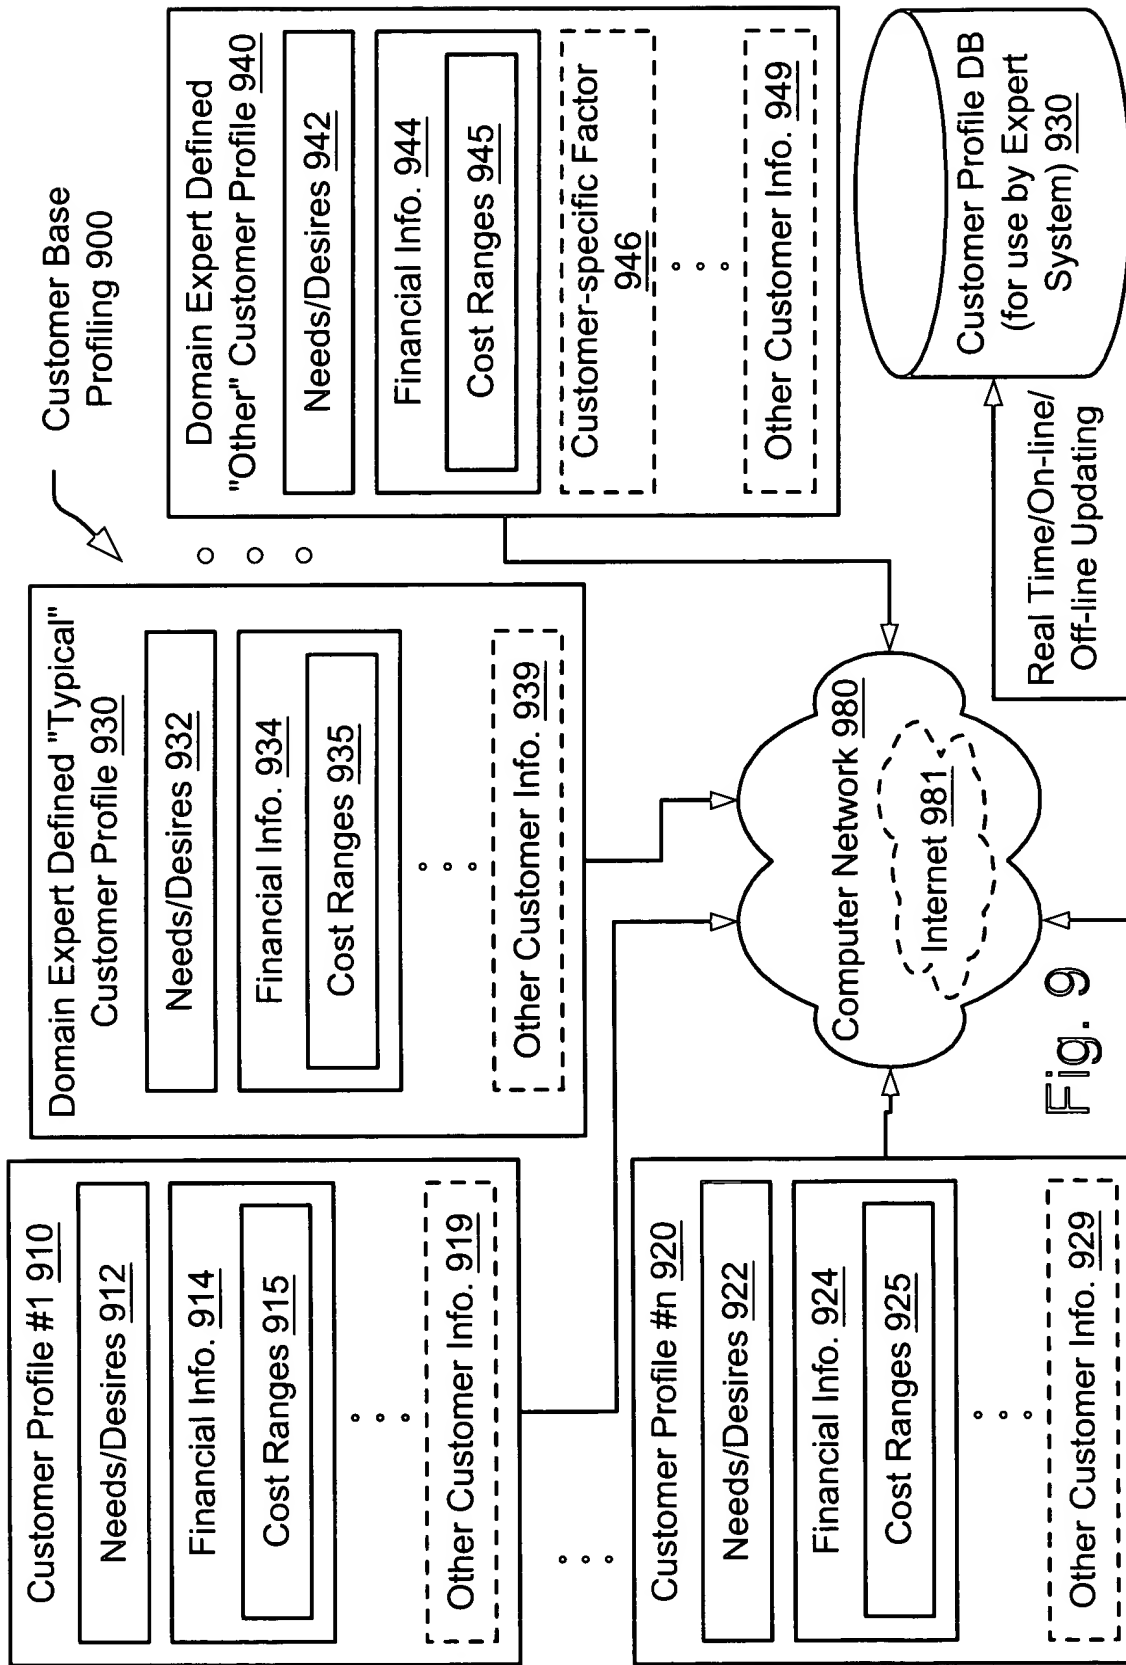 Customer Base
Profiling 900
Customer Profile #1 910
Needs/Desires 912
Financial Info. 914
Cost Ranges 915
Other Customer Info. 919
Domain Expert Defined "Typical"
Customer Profile 930
Needs/Desires 932
Financial Info. 934
Cost Ranges 935
Other Customer Info. 939
Domain Expert Defined
"Other" Customer Profile 940
Needs/Desires 942
Financial Info. 944
Cost Ranges 945
Customer-specific Factor
946
Other Customer Info. 949
Customer Profile #n 920
Needs/Desires 922
Financial Info. 924
Cost Ranges 925
Other Customer Info. 929
Computer Network 980
Internet 981
Real Time/On-line/
Off-line Updating
Customer Profile DB
(for use by Expert
System) 930
Fig. 9